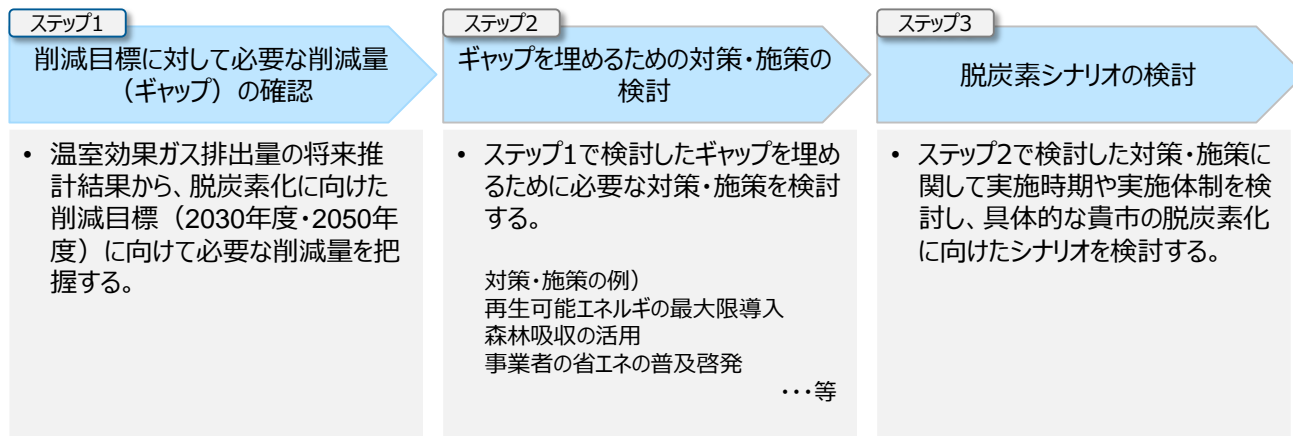 ステップ1
削減目標に対して必要な削減量
（ギャップ）の確認
• 温室効果ガス排出量の将来推
計結果から、脱炭素化に向けた
削減目標（2030年度・2050年
度）に向けて必要な削減量を把
握する。
ステップ2
ギャップを埋めるための対策・施策の
検討
• ステップ1で検討したギャップを埋め
るために必要な対策・施策を検討
する。
対策・施策の例）
再生可能エネルギの最大限導入
森林吸収の活用
事業者の省エネの普及啓発
・・・等
ステップ3
脱炭素シナリオの検討
• ステップ2で検討した対策・施策に
関して実施時期や実施体制を検
討し、具体的な貴市の脱炭素化
に向けたシナリオを検討する。